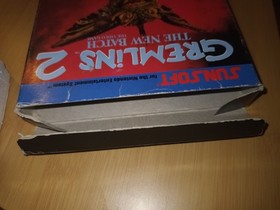 SUNSOFT
for the Nintendo Entertainment System
GREMLINS 2
THE NEW BATCH